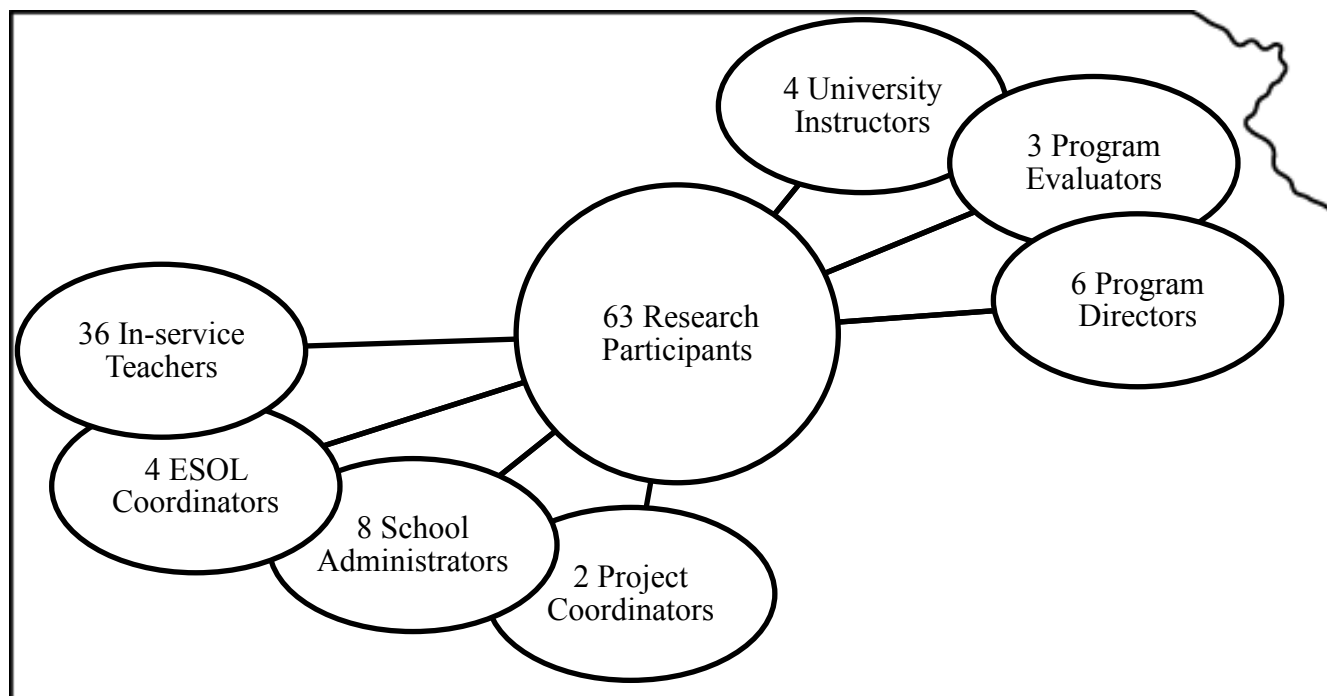 4 University
Instructors
3 Program
Evaluators
6 Program
Directors
63 Research
Participants
36 In-service
Teachers
4 ESOL
Coordinators
8 School
Administrators
2 Project
Coordinators